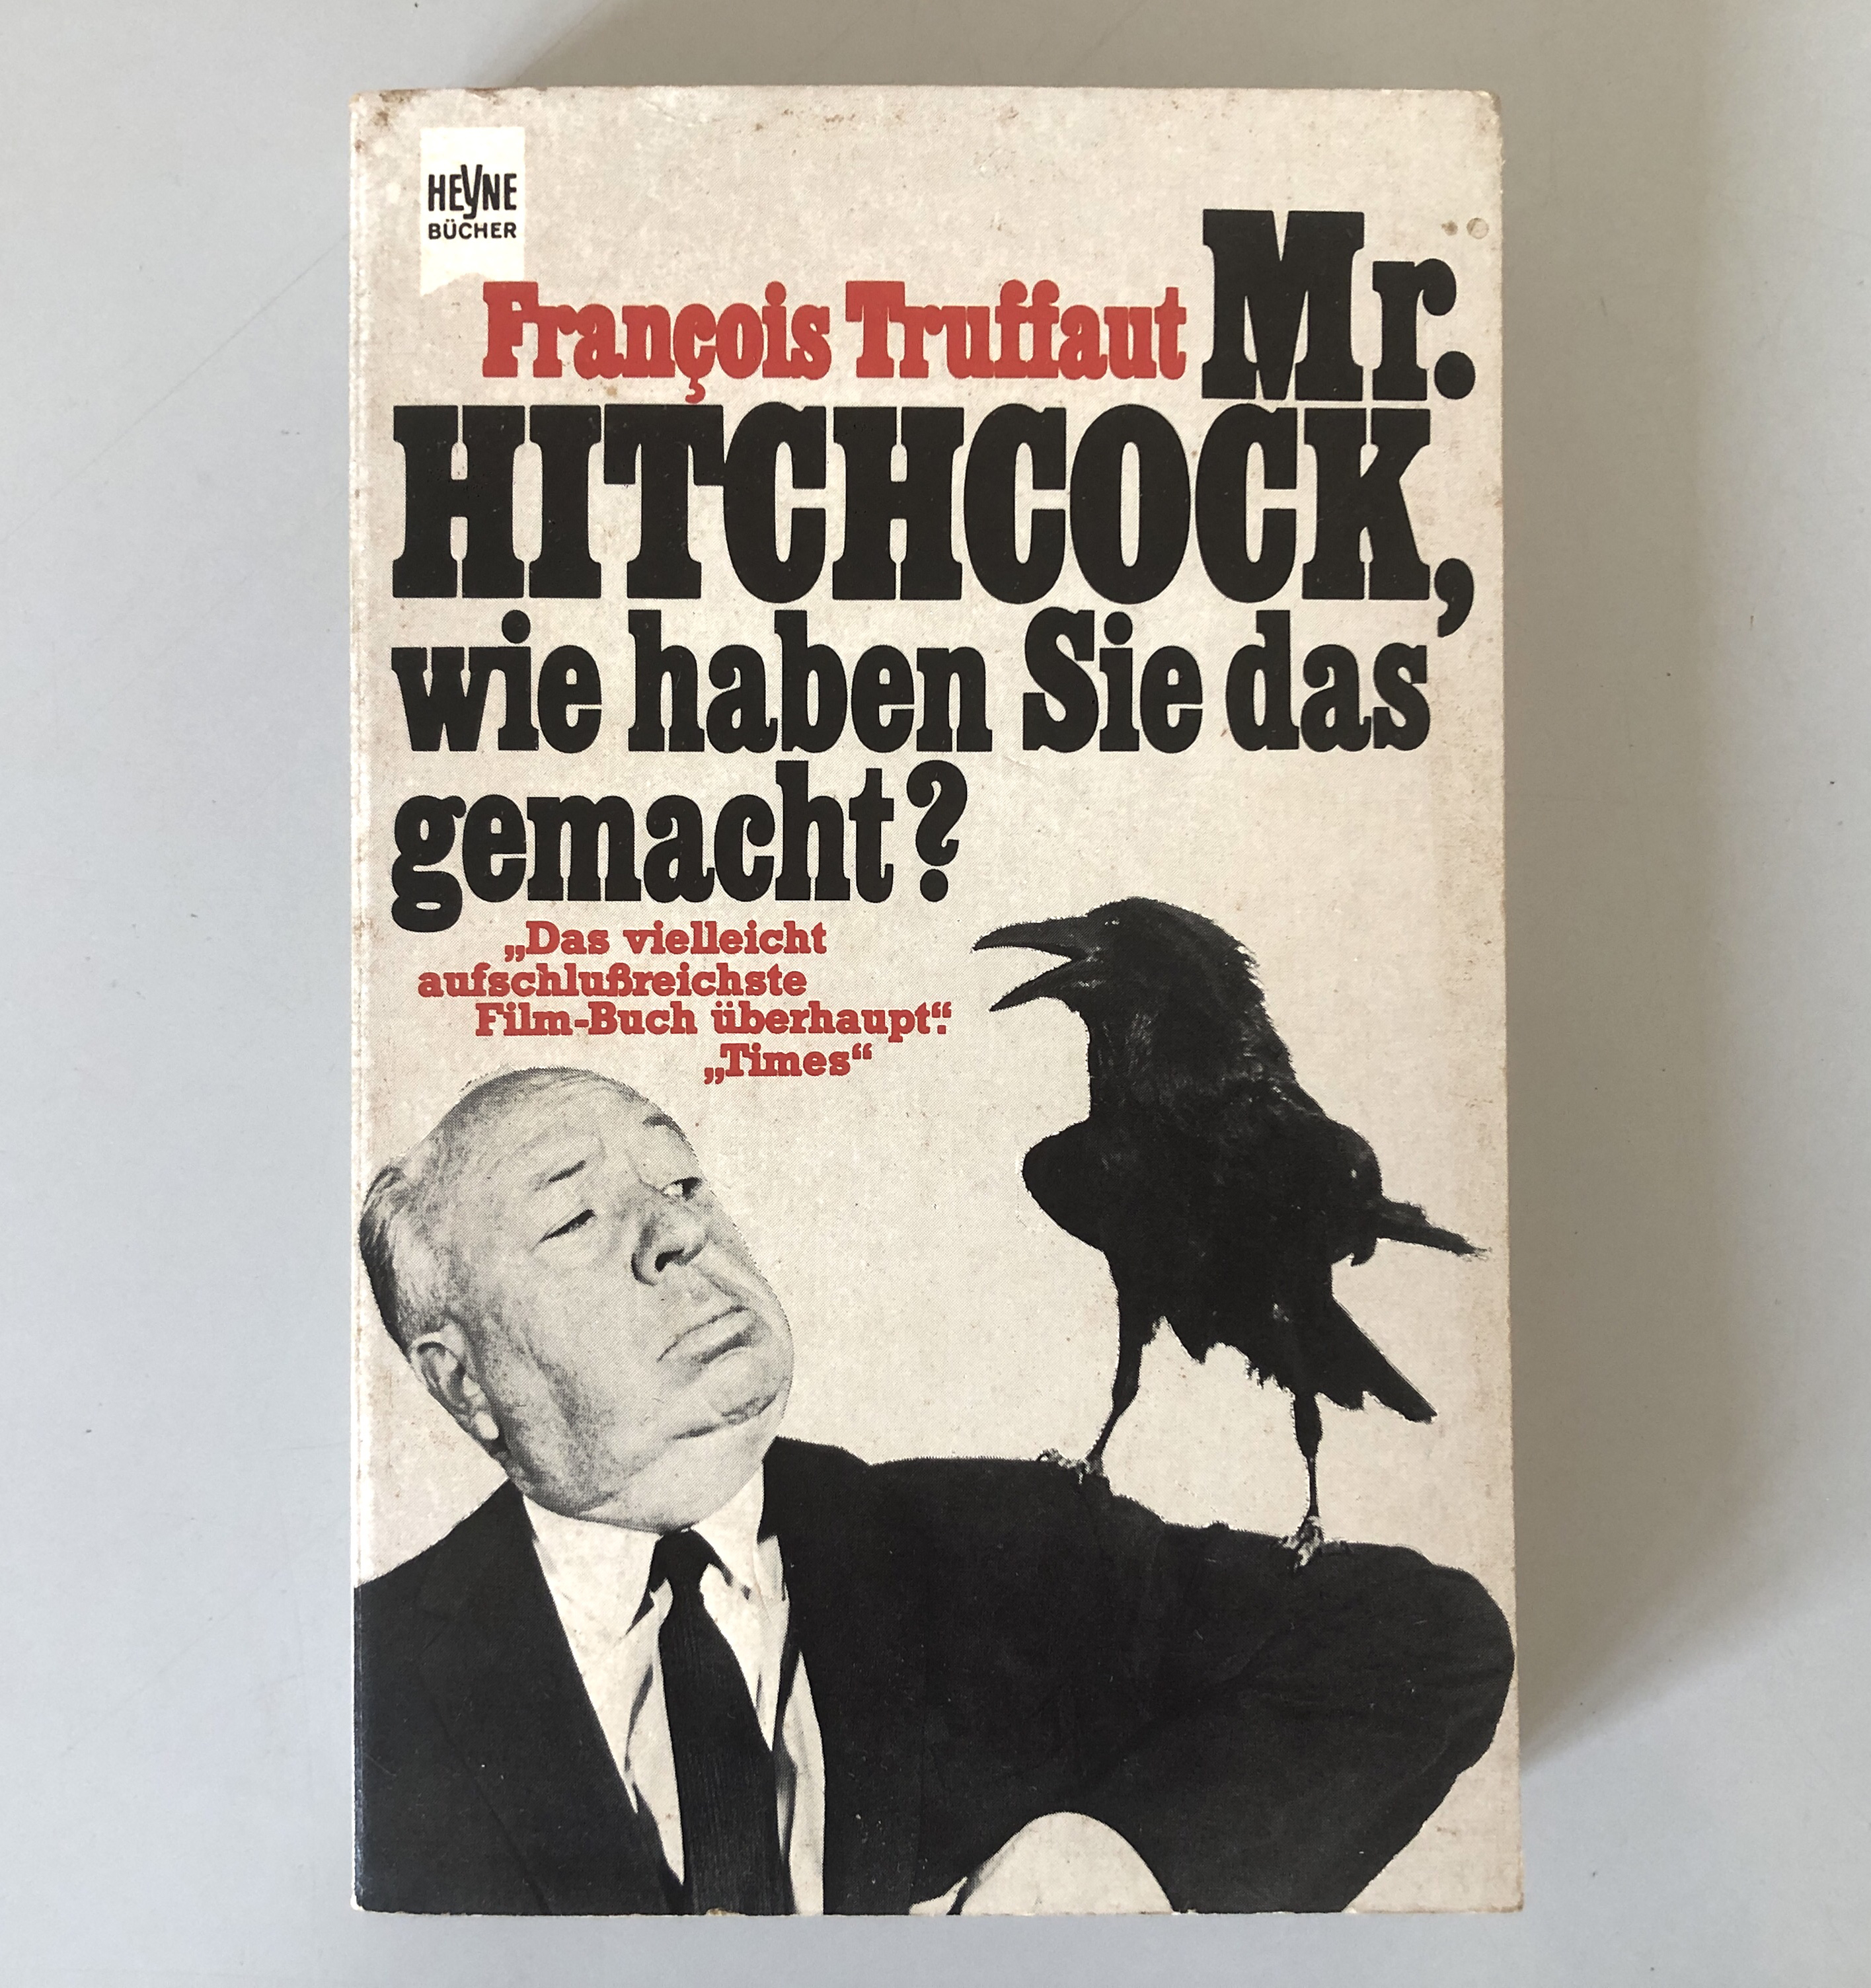 HEYNE
BÜCHER
François Truffaut Mr.
HITCHCOCK,
wie haben Sie das
gemacht?
„Das vielleicht
aufschlußreichste
Film-Buch überhaupt“.
„Times“